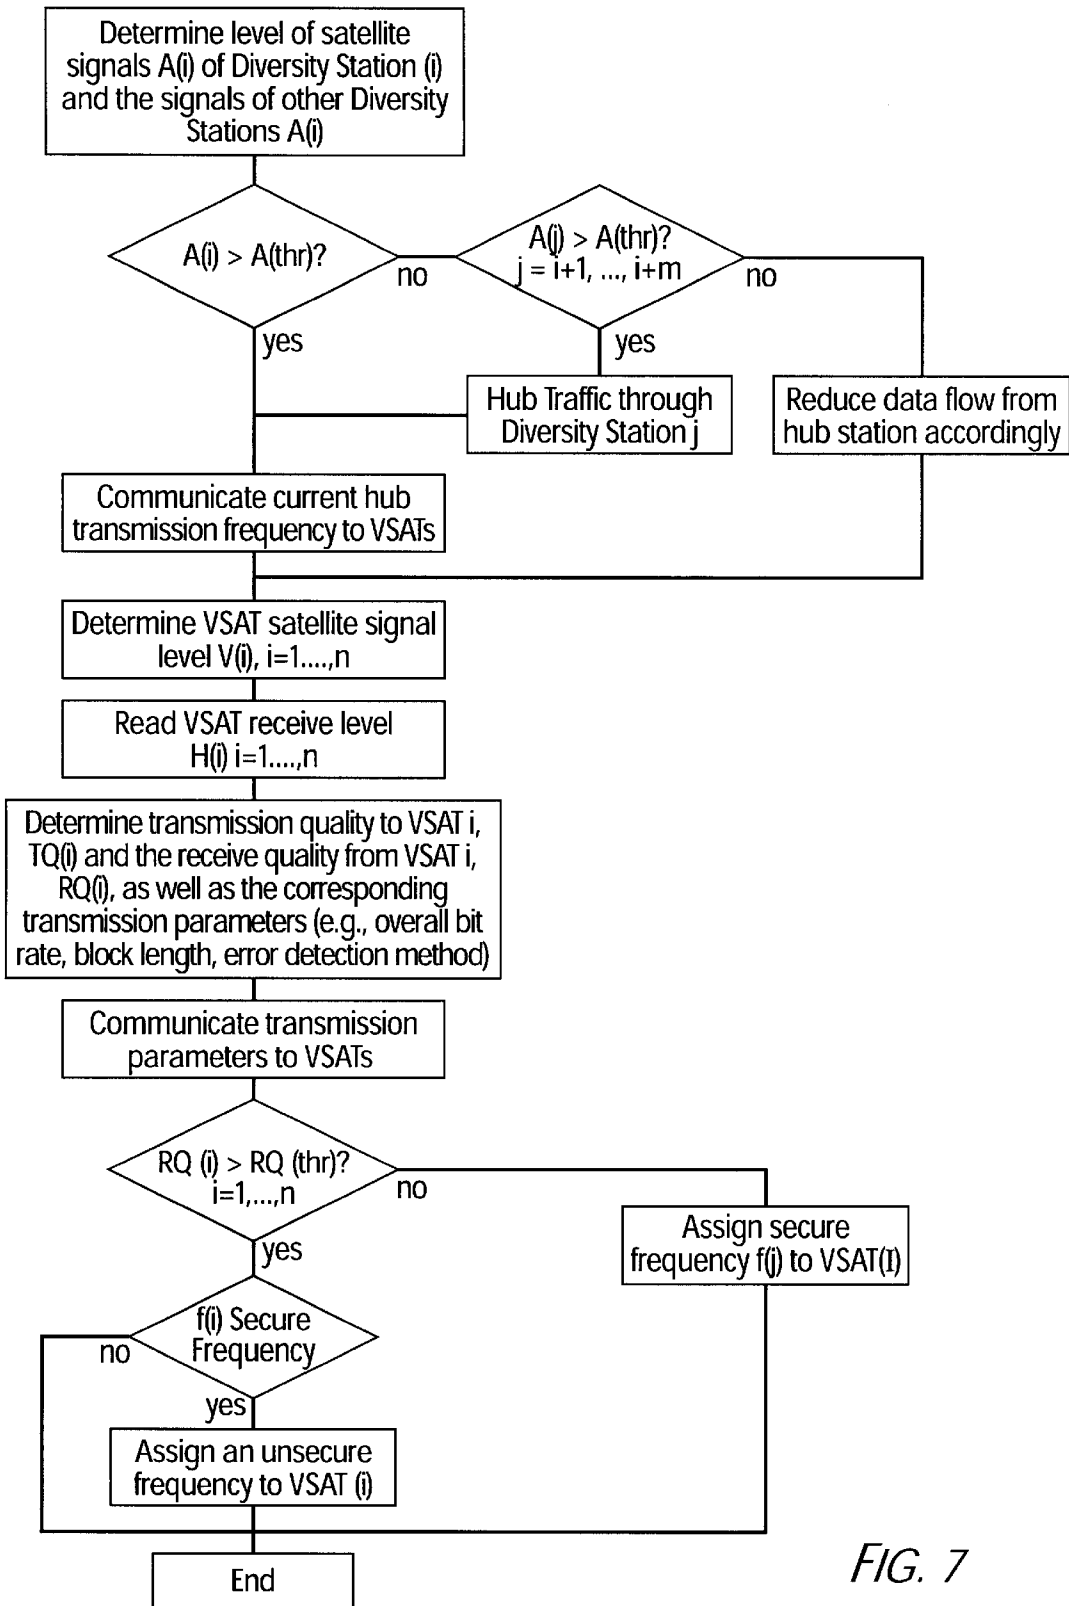 Determine level of satellite
signals A(i) of Diversity Station (i)
and the signals of other Diversity
Stations A(i)
A(i) > A(thr)?
no
yes
A(j) > A(thr)?
j = i+1, ..., i+m
no
yes
Hub Traffic through
Diversity Station j
Reduce data flow from
hub station accordingly
Communicate current hub
transmission frequency to VSATs
Determine VSAT satellite signal
level V(i), i=1....,n
Read VSAT receive level
H(i) i=1....,n
Determine transmission quality to VSAT i,
TQ(i) and the receive quality from VSAT i,
RQ(i), as well as the corresponding
transmission parameters (e.g., overall bit
rate, block length, error detection method)
Communicate transmission
parameters to VSATs
RQ (i) > RQ (thr)?
i=1,...,n
no
yes
Assign secure
frequency f(j) to VSAT(I)
f(i) Secure
Frequency
no
yes
Assign an unsecure
frequency to VSAT (i)
End
FIG. 7